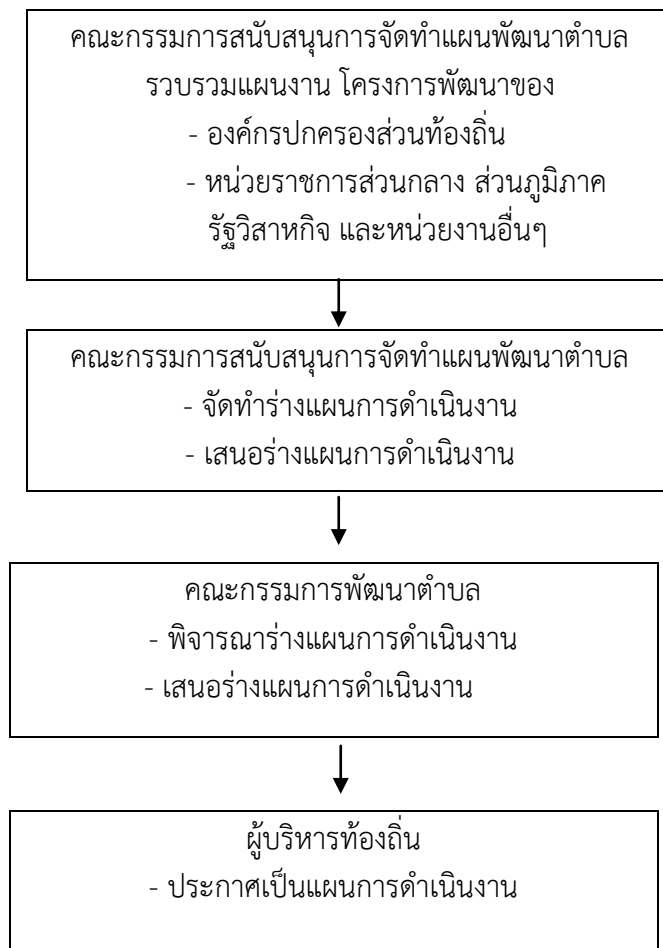 คณะกรรมการสนับสนุนการจัดทำแผนพัฒนาตำบล
รวบรวมแผนงาน โครงการพัฒนาของ
- องค์กรปกครองส่วนท้องถิ่น
- หน่วยราชการส่วนกลาง ส่วนภูมิภาค
รัฐวิสาหกิจ และหน่วยงานอื่นๆ
คณะกรรมการสนับสนุนการจัดทำแผนพัฒนาตำบล
- จัดทำร่างแผนการดำเนินงาน
- เสนอร่างแผนการดำเนินงาน
คณะกรรมการพัฒนาตำบล
- พิจารณาร่างแผนการดำเนินงาน
- เสนอร่างแผนการดำเนินงาน
ผู้บริหารท้องถิ่น
- ประกาศเป็นแผนการดำเนินงาน